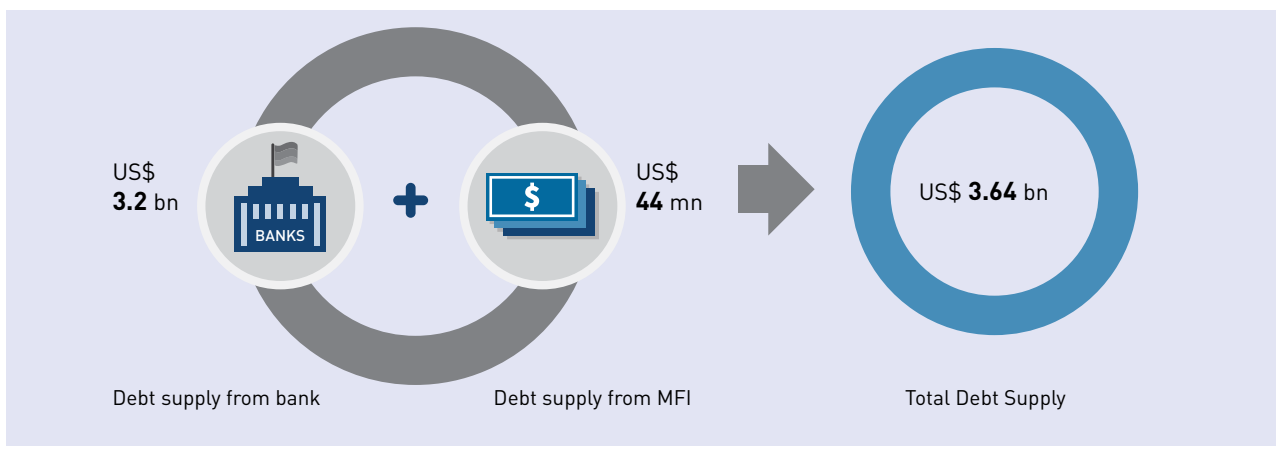 US$
3.2 bn
BANKS
$
US$
44 mn
US$ 3.64 bn
Debt supply from bank
Debt supply from MFI
Total Debt Supply